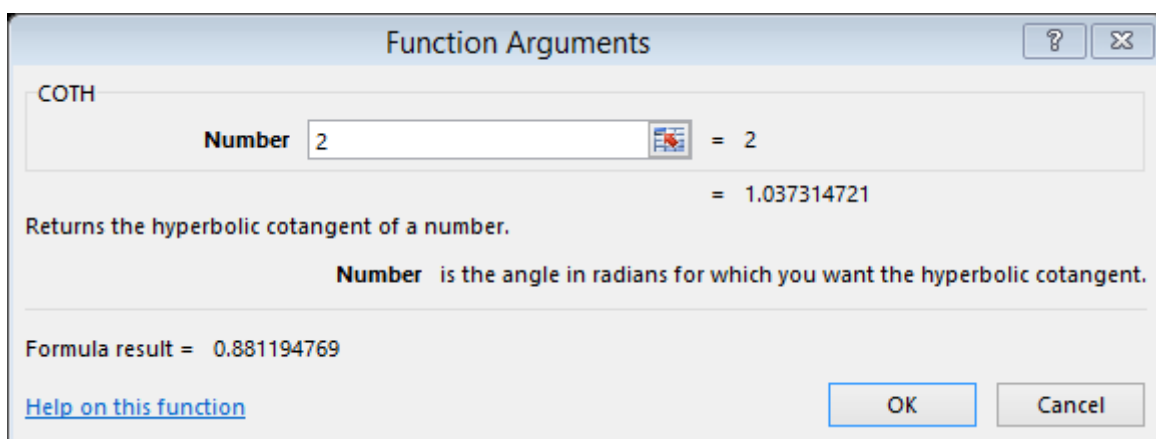 Function Arguments
?
COTH
Number 2 = 2
= 1.037314721
Returns the hyperbolic cotangent of a number.
Number is the angle in radians for which you want the hyperbolic cotangent.
Formula result = 0.881194769
Help on this function OK Cancel